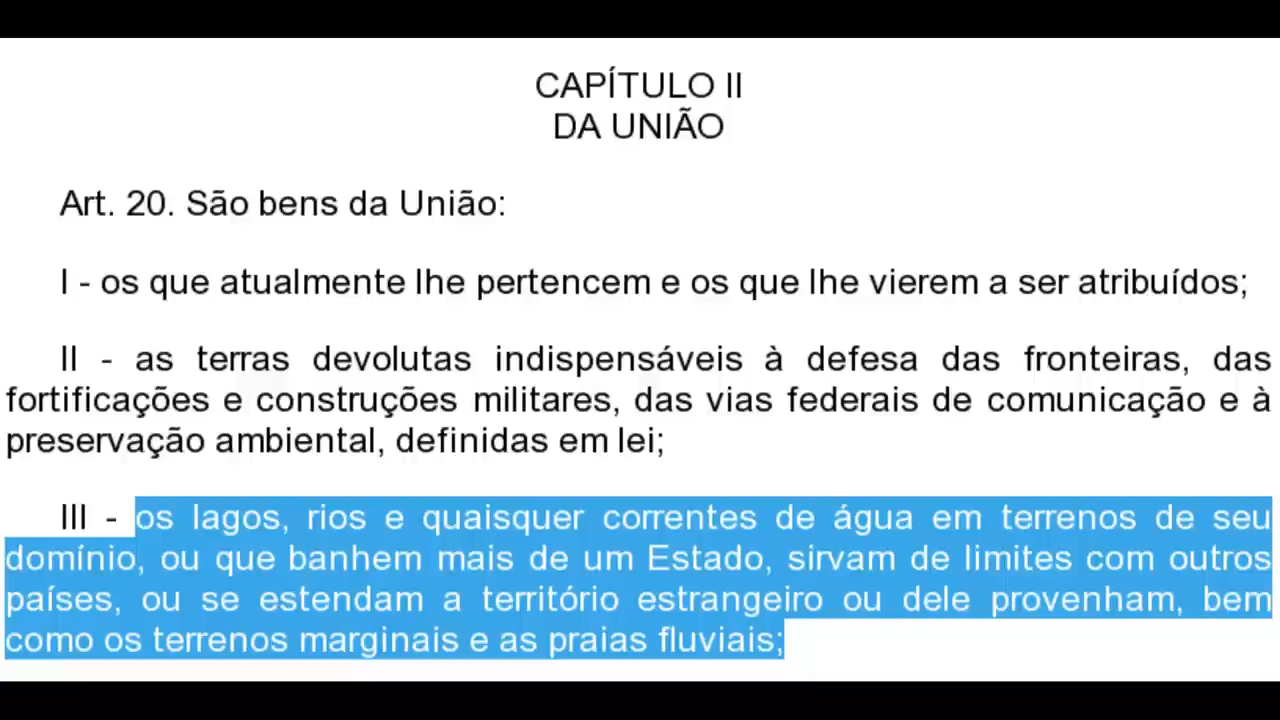 CAPÍTULO II
DA UNIÃO
Art. 20. São bens da União:
I - os que atualmente lhe pertencem e os que lhe vierem a ser atribuídos;
II - as terras devolutas indispensáveis à defesa das fronteiras, das
fortificações e construções militares, das vias federais de comunicação e à
preservação ambiental, definidas em lei;
III - os lagos, rios e quaisquer correntes de água em terrenos de seu
domínio, ou que banhem mais de um Estado, sirvam de limites com outros
países, ou se estendam a território estrangeiro ou dele provenham, bem
como os terrenos marginais e as praias fluviais;